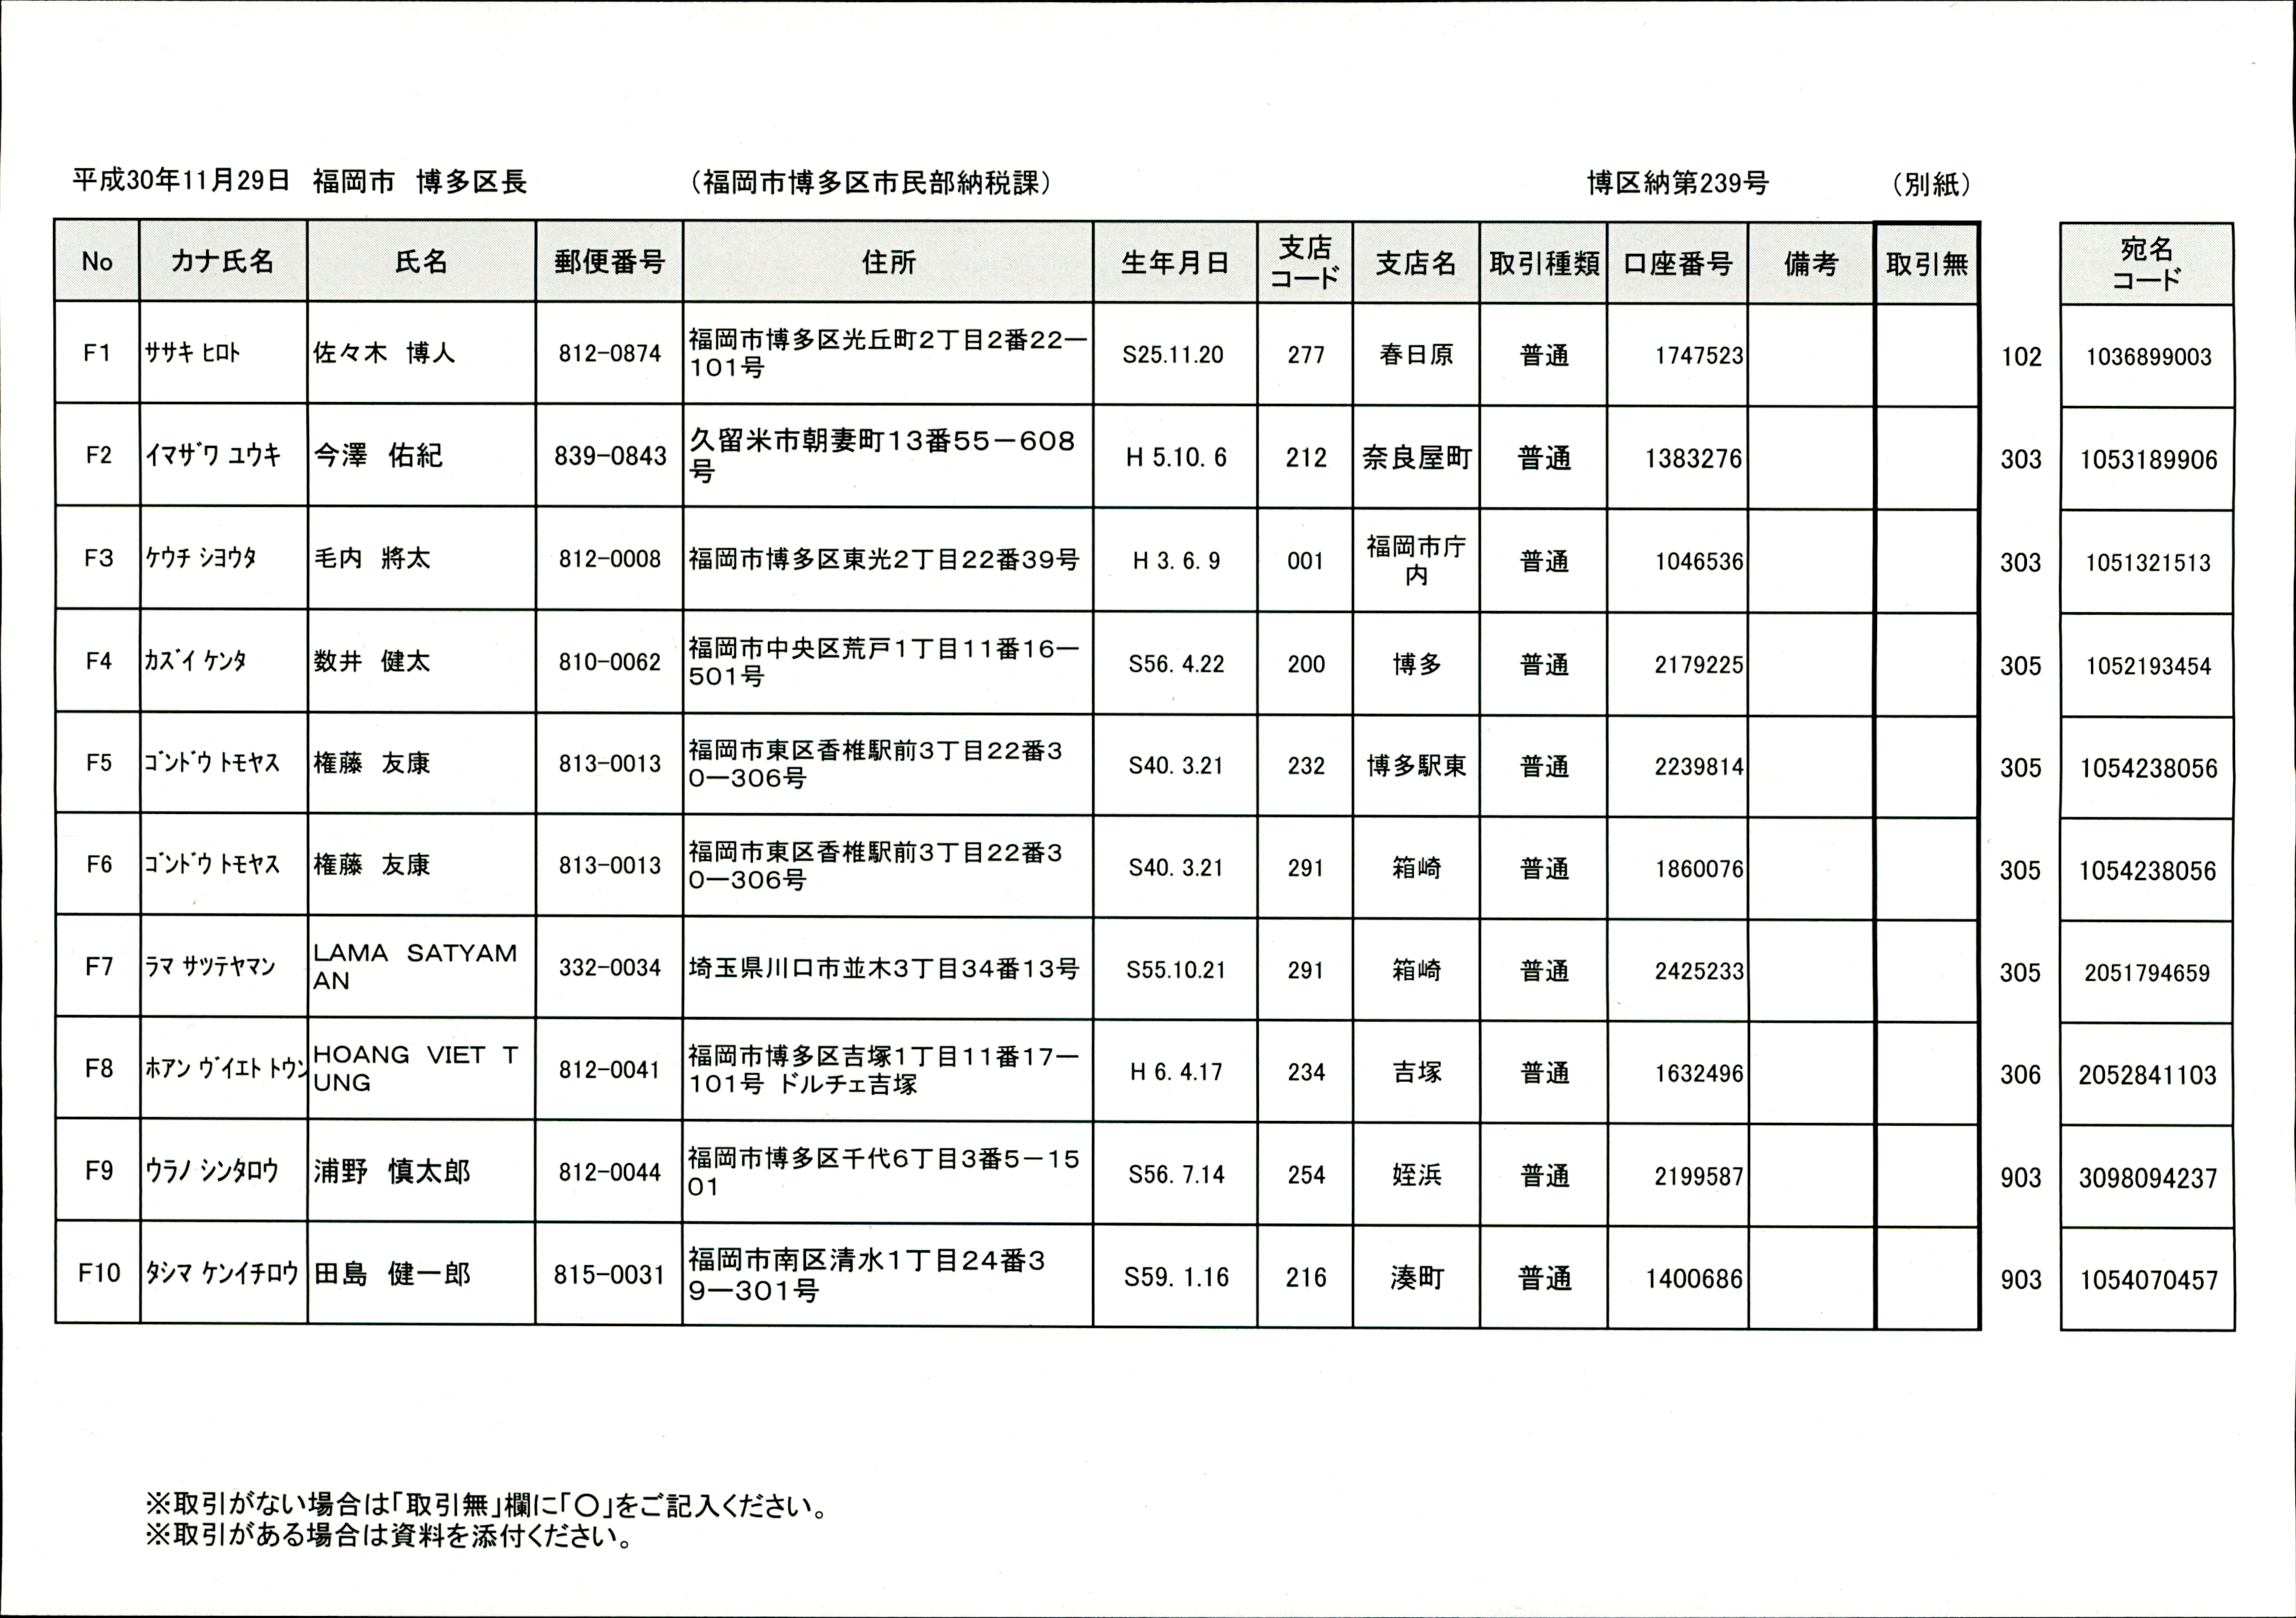 平成30年11月29日 福岡市 博多区長 （福岡市博多区市民部納税課） 博区納第239号 （別紙）
No カナ氏名 氏名 郵便番号 住所 生年月日 支店コード 支店名 取引種類 口座番号 備考 取引無 宛名コード
F1 ササキ ヒロト 佐々木 博人 812-0874 福岡市博多区光丘町2丁目2番22ー101号 S25.11.20 277 春日原 普通 1747523 102 1036899003
F2 イマザワ ユウキ 今澤 佑紀 839-0843 久留米市朝妻町13番55－608号 H 5.10. 6 212 奈良屋町 普通 1383276 303 1053189906
F3 ケウチ シヨウタ 毛内 將太 812-0008 福岡市博多区東光2丁目22番39号 H 3. 6. 9 001 福岡市庁内 普通 1046536 303 1051321513
F4 カズイ ケンタ 数井 健太 810-0062 福岡市中央区荒戸1丁目11番16ー501号 S56. 4.22 200 博多 普通 2179225 305 1052193454
F5 ゴンドウ トモヤス 権藤 友康 813-0013 福岡市東区香椎駅前3丁目22番30ー306号 S40. 3.21 232 博多駅東 普通 2239814 305 1054238056
F6 ゴンドウ トモヤス 権藤 友康 813-0013 福岡市東区香椎駅前3丁目22番30ー306号 S40. 3.21 291 箱崎 普通 1860076 305 1054238056
F7 ラマ サツテヤマン LAMA SATYAMAN 332-0034 埼玉県川口市並木3丁目34番13号 S55.10.21 291 箱崎 普通 2425233 305 2051794659
F8 ホアン ヴイエト トウン HOANG VIET TUNG 812-0041 福岡市博多区吉塚1丁目11番17ー101号 ドルチェ吉塚 H 6. 4.17 234 吉塚 普通 1632496 306 2052841103
F9 ウラノ シンタロウ 浦野 慎太郎 812-0044 福岡市博多区千代6丁目3番5－1501 S56. 7.14 254 姪浜 普通 2199587 903 3098094237
F10 タシマ ケンイチロウ 田島 健一郎 815-0031 福岡市南区清水1丁目24番39ー301号 S59. 1.16 216 湊町 普通 1400686 903 1054070457
※取引がない場合は「取引無」欄に「〇」をご記入ください。
※取引がある場合は資料を添付ください。